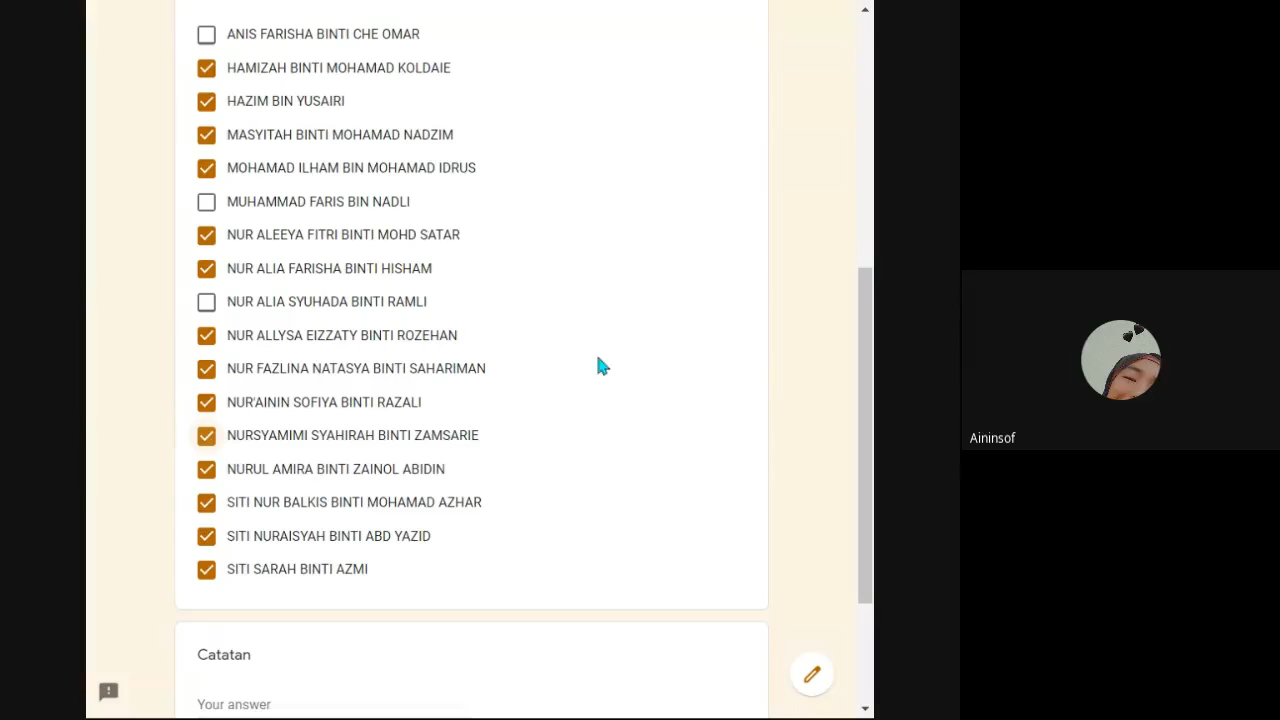 ANIS FARISHA BINTI CHE OMAR
HAMIZAH BINTI MOHAMAD KOLDAIE
HAZIM BIN YUSAIRI
MASYITAH BINTI MOHAMAD NADZIM
MOHAMAD ILHAM BIN MOHAMAD IDRUS
MUHAMMAD FARIS BIN NADLI
NUR ALEEYA FITRI BINTI MOHD SATAR
NUR ALIA FARISHA BINTI HISHAM
NUR ALIA SYUHADA BINTI RAMLI
NUR ALLYSA EIZZATY BINTI ROZEHAN
NUR FAZLINA NATASYA BINTI SAHARIMAN
NUR'AININ SOFIYA BINTI RAZALI
NURSYAMIMI SYAHIRAH BINTI ZAMSARIE
NURUL AMIRA BINTI ZAINOL ABIDIN
SITI NUR BALKIS BINTI MOHAMAD AZHAR
SITI NURAISYAH BINTI ABD YAZID
SITI SARAH BINTI AZMI
Catatan
Your answer
Aininsof